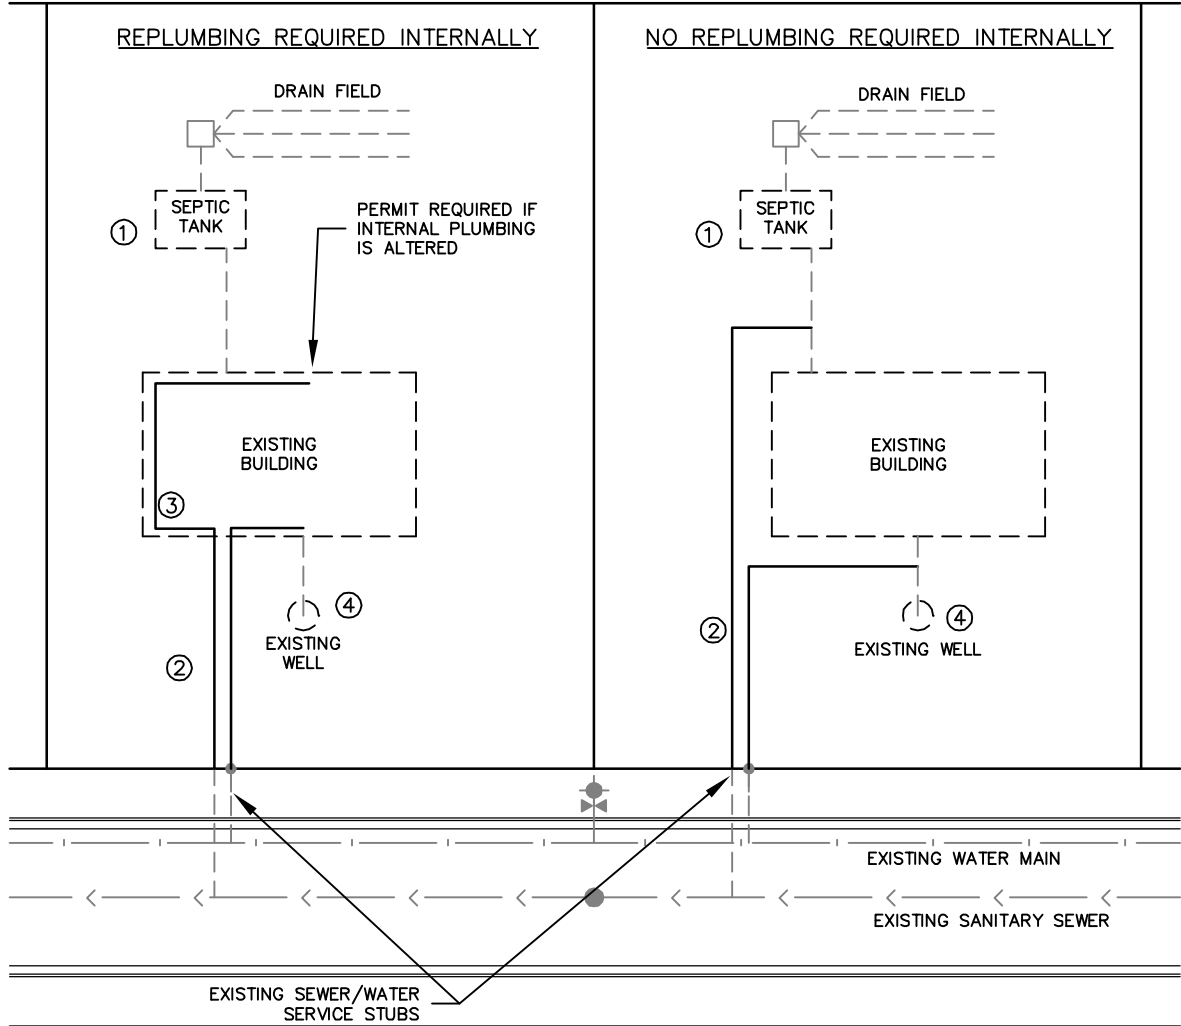 REPLUMBING REQUIRED INTERNALLY
DRAIN FIELD
SEPTIC
TANK
1
PERMIT REQUIRED IF
INTERNAL PLUMBING
IS ALTERED
EXISTING
BUILDING
3
4
EXISTING
WELL
2
NO REPLUMBING REQUIRED INTERNALLY
DRAIN FIELD
SEPTIC
TANK
1
EXISTING
BUILDING
2
4
EXISTING WELL
EXISTING WATER MAIN
EXISTING SANITARY SEWER
EXISTING SEWER/WATER
SERVICE STUBS